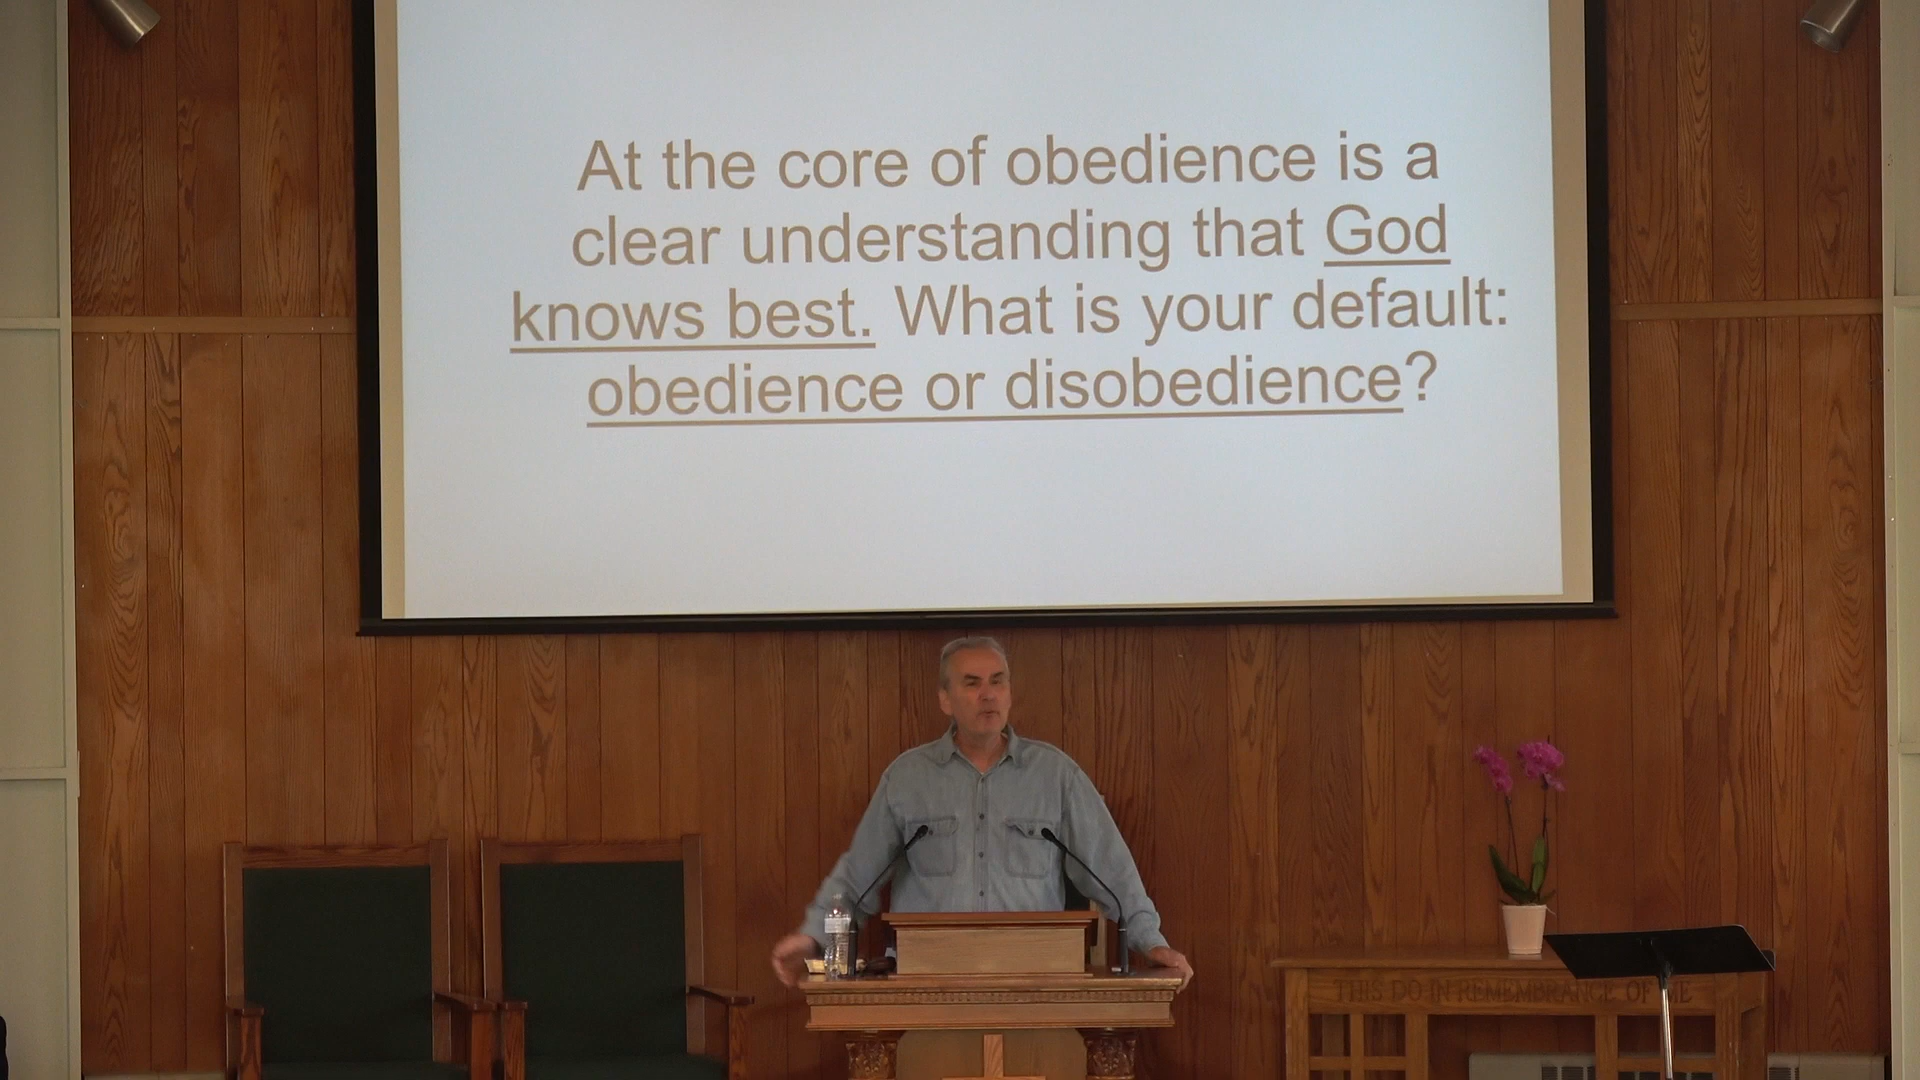 At the core of obedience is a
clear understanding that God
knows best. What is your default:
obedience or disobedience?
THIS DO IN REMEMBRANCE OF ME